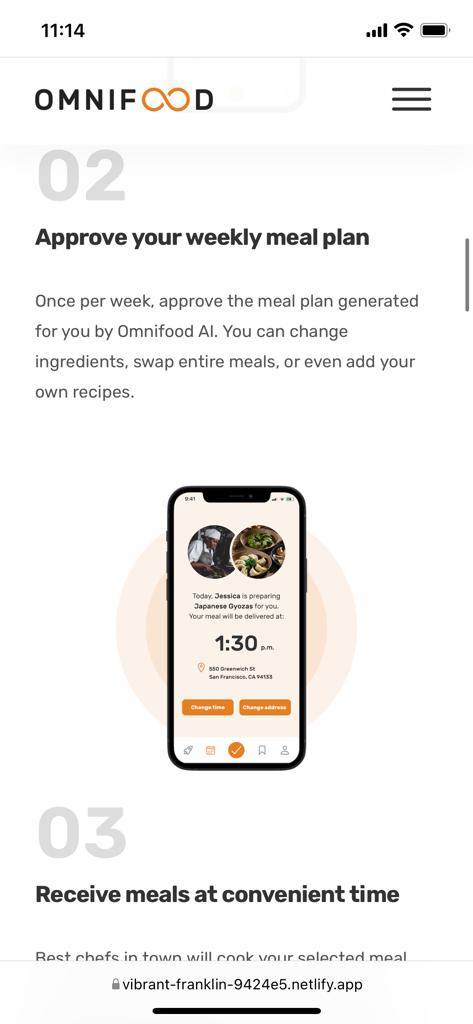 11:14
OMNIFOOD
02
Approve your weekly meal plan
Once per week, approve the meal plan generated
for you by Omnifood AI. You can change
ingredients, swap entire meals, or even add your
own recipes.
9:41
Today, Jessica is preparing
Japanese Gyozas for you.
Your meal will be delivered at:
1:30 p.m.
550 Greenwich St
San Francisco, CA 94133
Change time Change address
03
Receive meals at convenient time
Best chefs in town will cook your selected meal
vibrant-franklin-9424e5.netlify.app